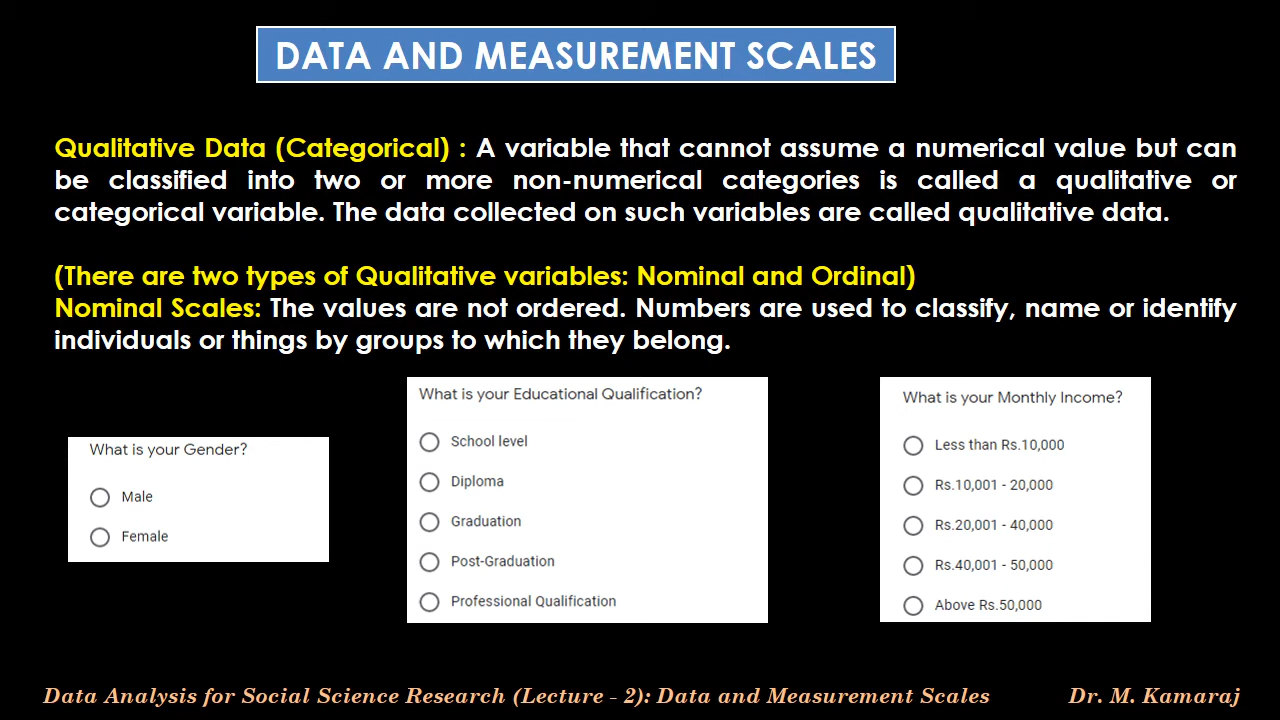 DATA AND MEASUREMENT SCALES
Qualitative Data (Categorical) : A variable that cannot assume a numerical value but can
be classified into two or more non-numerical categories is called a qualitative or
categorical variable. The data collected on such variables are called qualitative data.
(There are two types of Qualitative variables: Nominal and Ordinal)
Nominal Scales: The values are not ordered. Numbers are used to classify, name or identify
individuals or things by groups to which they belong.
What is your Gender?
Male
Female
What is your Educational Qualification?
School level
Diploma
Graduation
Post-Graduation
Professional Qualification
What is your Monthly Income?
Less than Rs.10,000
Rs.10,001 - 20,000
Rs.20,001 - 40,000
Rs.40,001 - 50,000
Above Rs.50,000
Data Analysis for Social Science Research (Lecture - 2): Data and Measurement Scales
Dr. M. Kamaraj